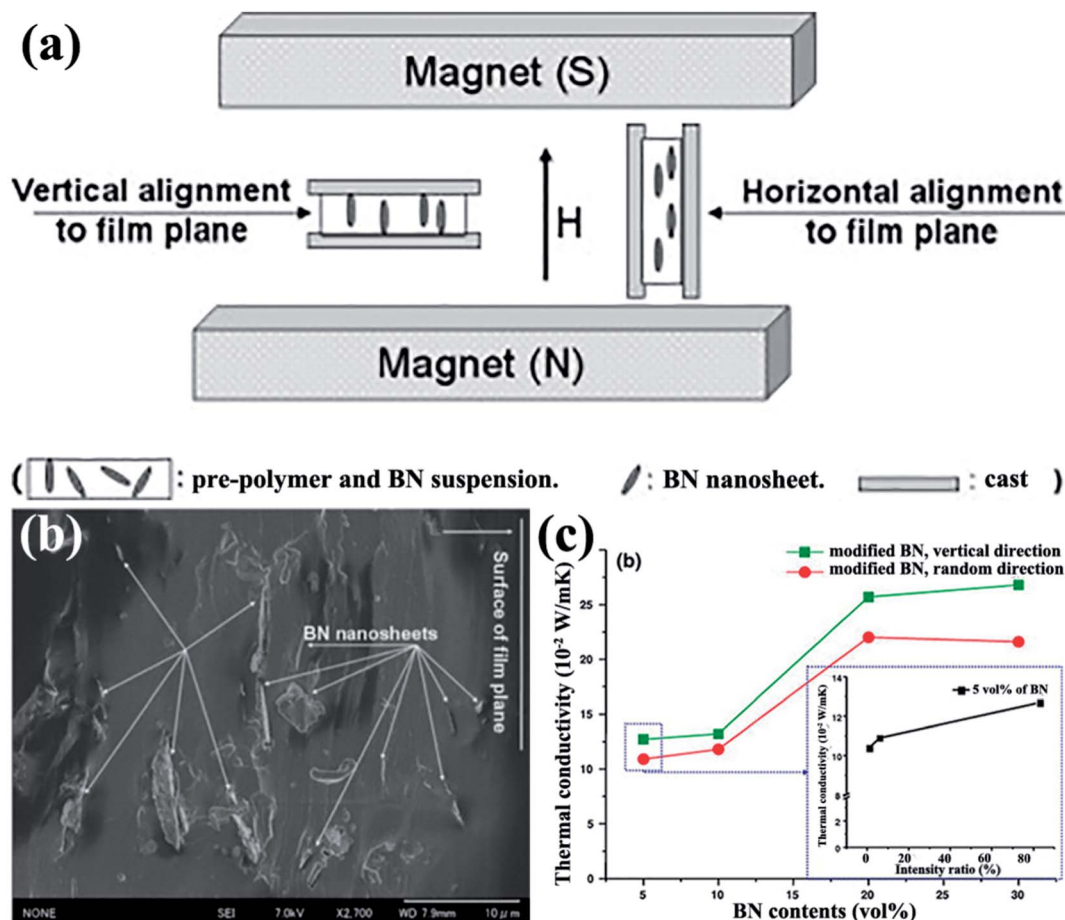 (a)
Magnet (S)
Vertical alignment
to film plane
H
Horizontal alignment
to film plane
Magnet (N)
( : pre-polymer and BN suspension. : BN nanosheet. : cast )
(b)
Surface of film plane
BN nanosheets
NONE SEI 7.0kV X2,700 WD 7.9mm 10µm
(c)
(b)
modified BN, vertical direction
modified BN, random direction
Thermal conductivity (10⁻² W/mK)
25
20
15
10
5
0
5 10 15 20 25 30
BN contents (vol%)
5 vol% of BN
Thermal conductivity (10⁻² W/mK)
14
12
10
8
2
0
0 20 40 60 80
Intensity ratio (%)